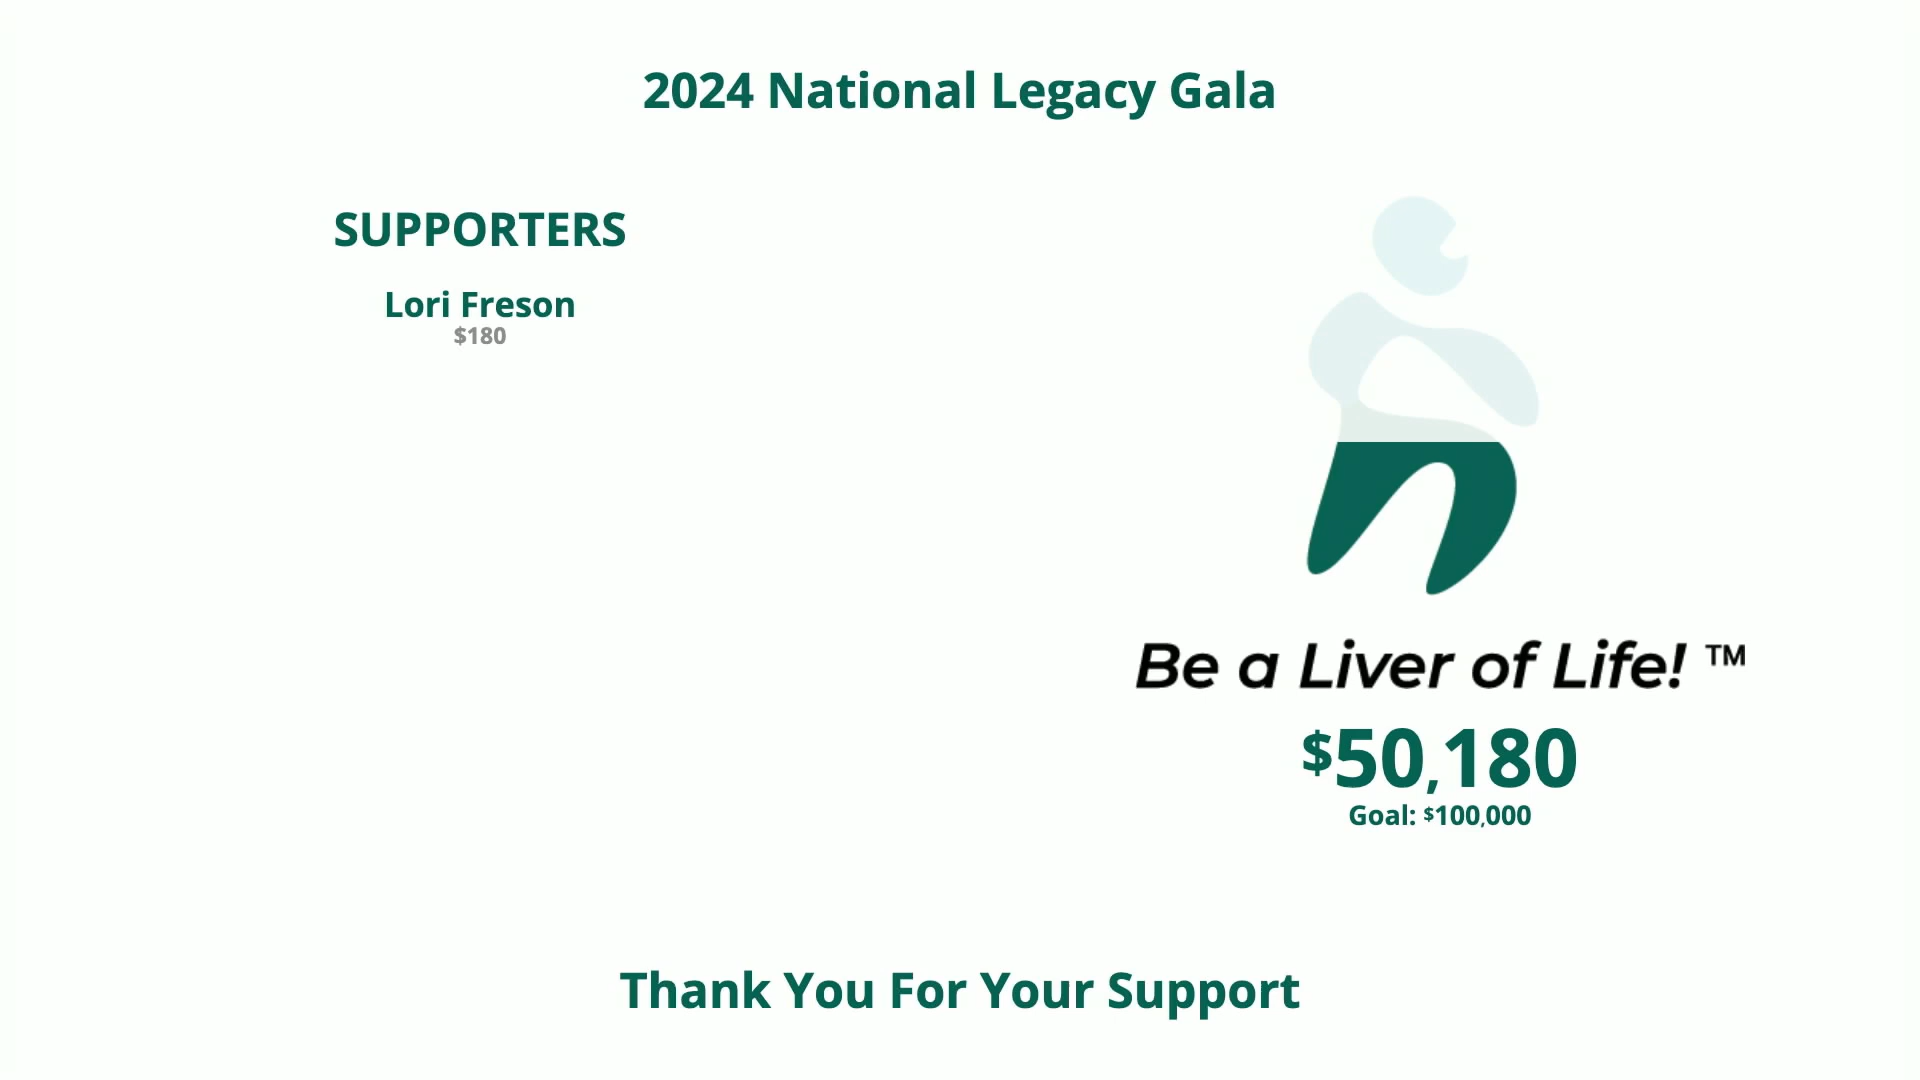 2024 National Legacy Gala
SUPPORTERS
Lori Freson
$180
Be a Liver of Life! ™
$50,180
Goal: $100,000
Thank You For Your Support